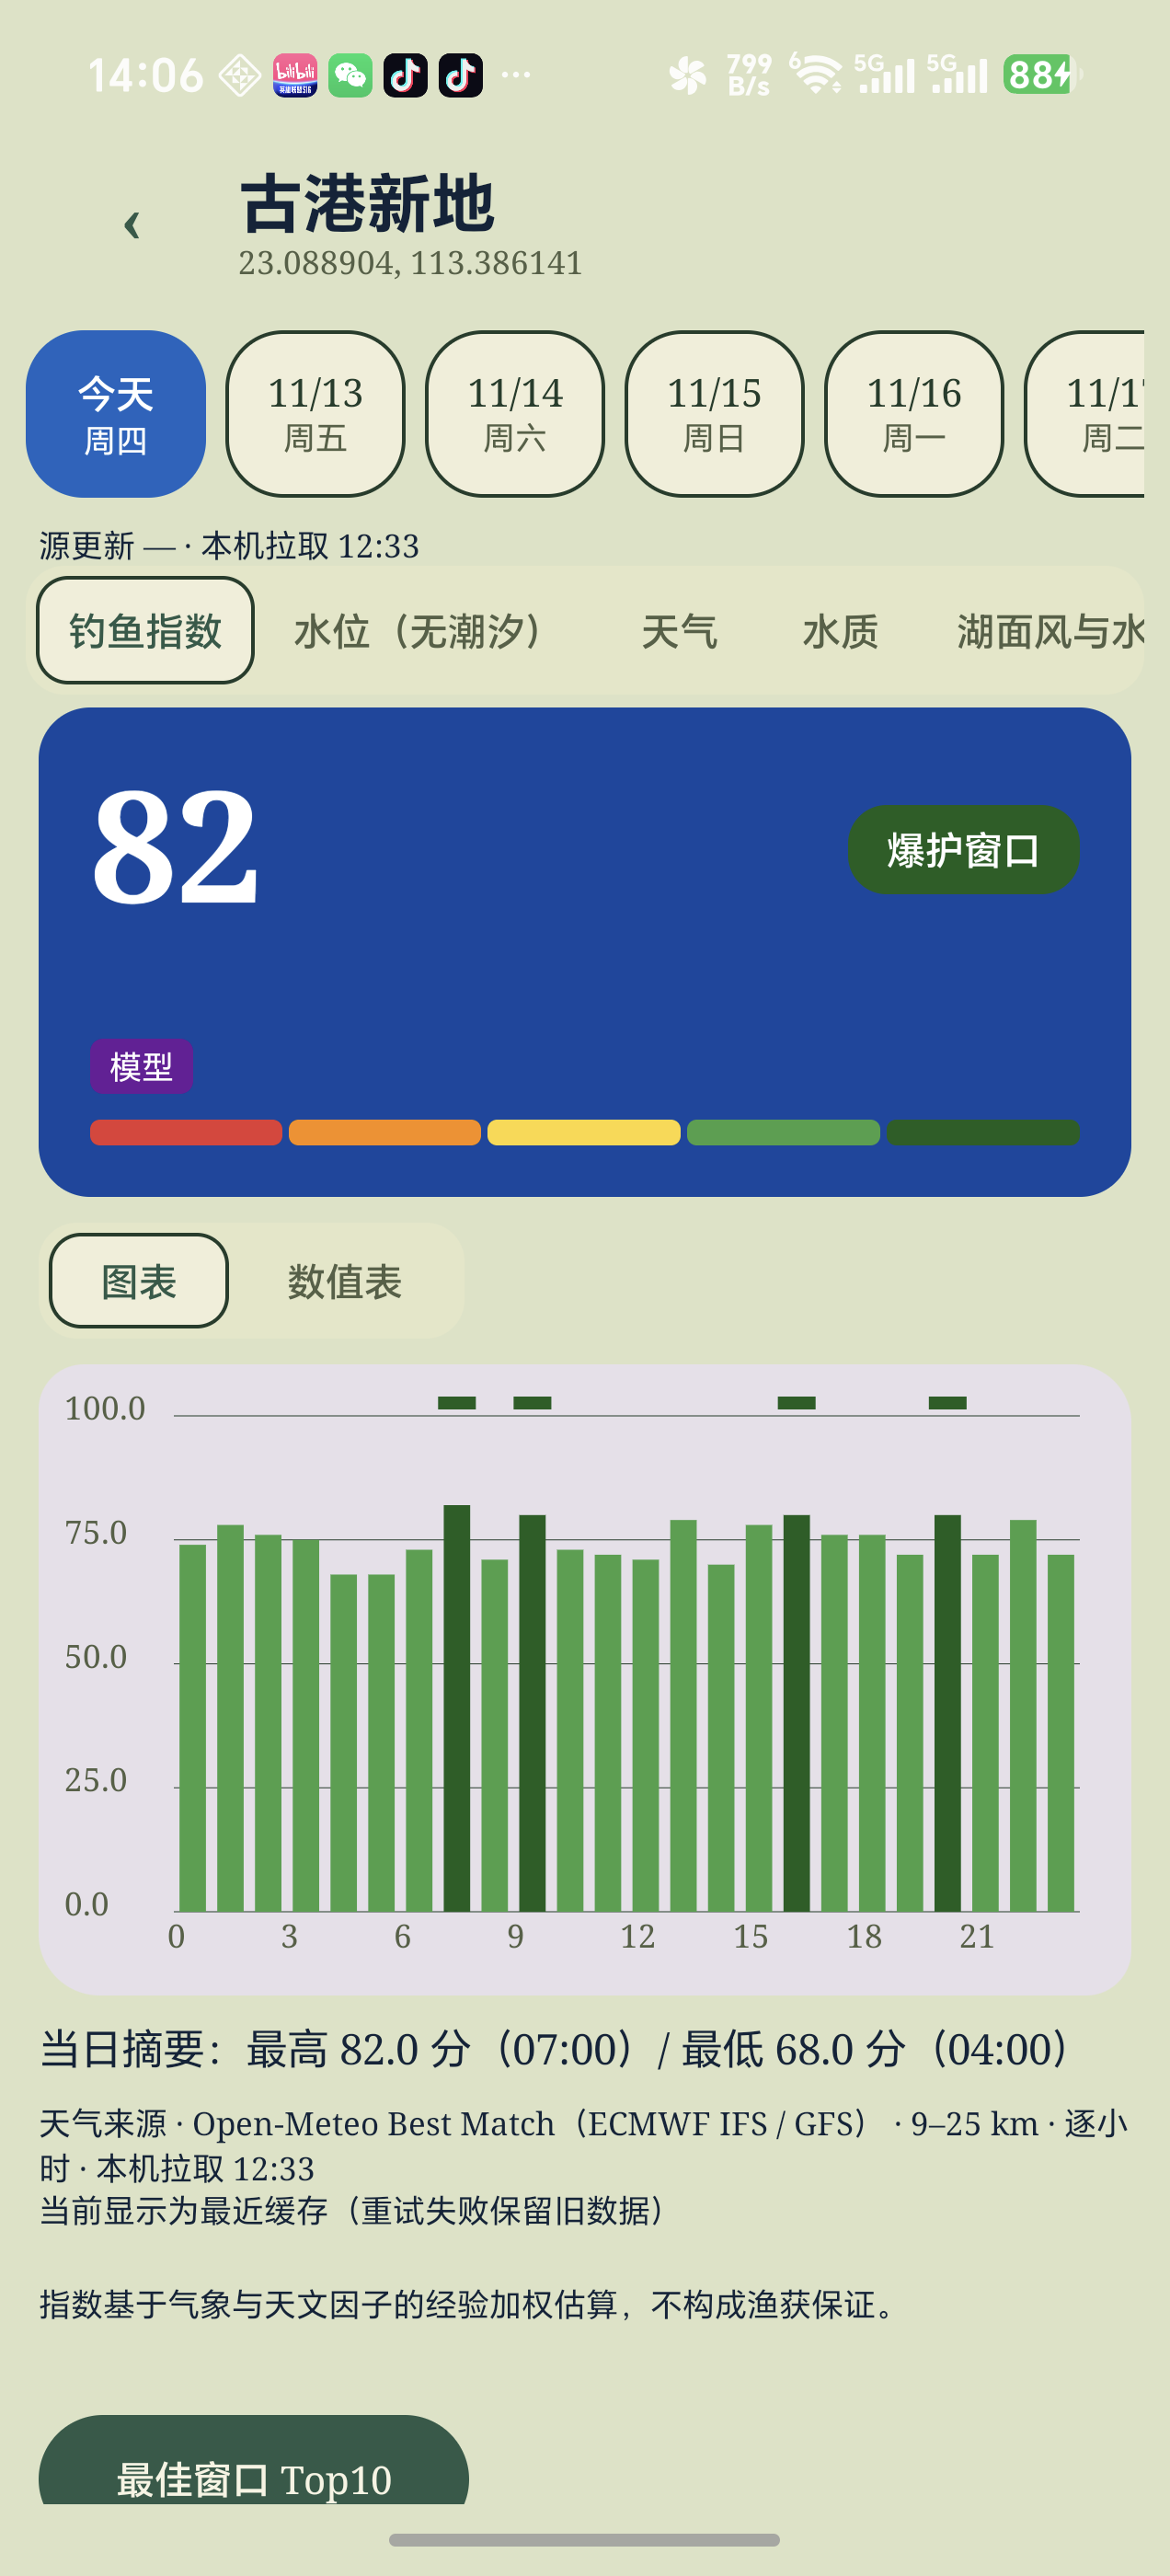 14:06 ··· 799 B/s 6 5G 5G 88
古港新地
23.088904, 113.386141
今天 11/13 11/14 11/15 11/16 11/17
周四 周五 周六 周日 周一 周二
源更新 — · 本机拉取 12:33
钓鱼指数 水位（无潮汐） 天气 水质 湖面风与水
82
爆护窗口
模型
图表 数值表
100.0
75.0
50.0
25.0
0.0
0 3 6 9 12 15 18 21
当日摘要：最高 82.0 分（07:00）/ 最低 68.0 分（04:00）
天气来源 · Open-Meteo Best Match（ECMWF IFS / GFS） · 9–25 km · 逐小
时 · 本机拉取 12:33
当前显示为最近缓存（重试失败保留旧数据）
指数基于气象与天文因子的经验加权估算，不构成渔获保证。
最佳窗口 Top10